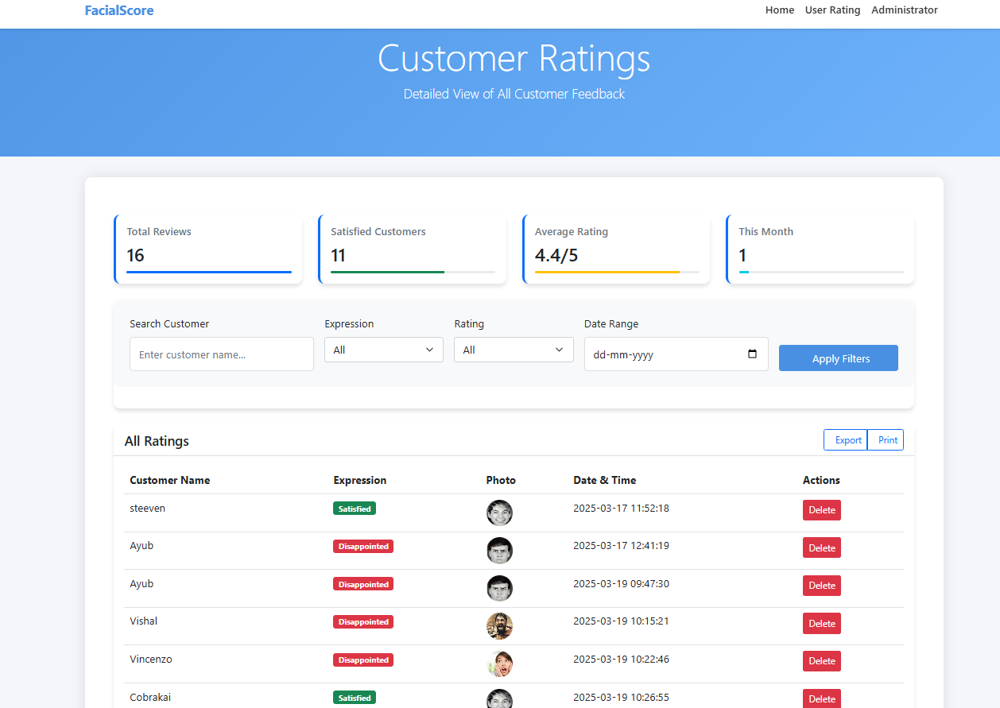 FacialScore Home User Rating Administrator
Customer Ratings
Detailed View of All Customer Feedback
Total Reviews Satisfied Customers Average Rating This Month
16 11 4.4/5 1
Search Customer Expression Rating Date Range
Enter customer name... All All dd-mm-yyyy Apply Filters
All Ratings Export Print
Customer Name Expression Photo Date & Time Actions
steeven Satisfied 2025-03-17 11:52:18 Delete
Ayub Disappointed 2025-03-17 12:41:19 Delete
Ayub Disappointed 2025-03-19 09:47:30 Delete
Vishal Disappointed 2025-03-19 10:15:21 Delete
Vincenzo Disappointed 2025-03-19 10:22:46 Delete
Cobrakai Satisfied 2025-03-19 10:26:55 Delete